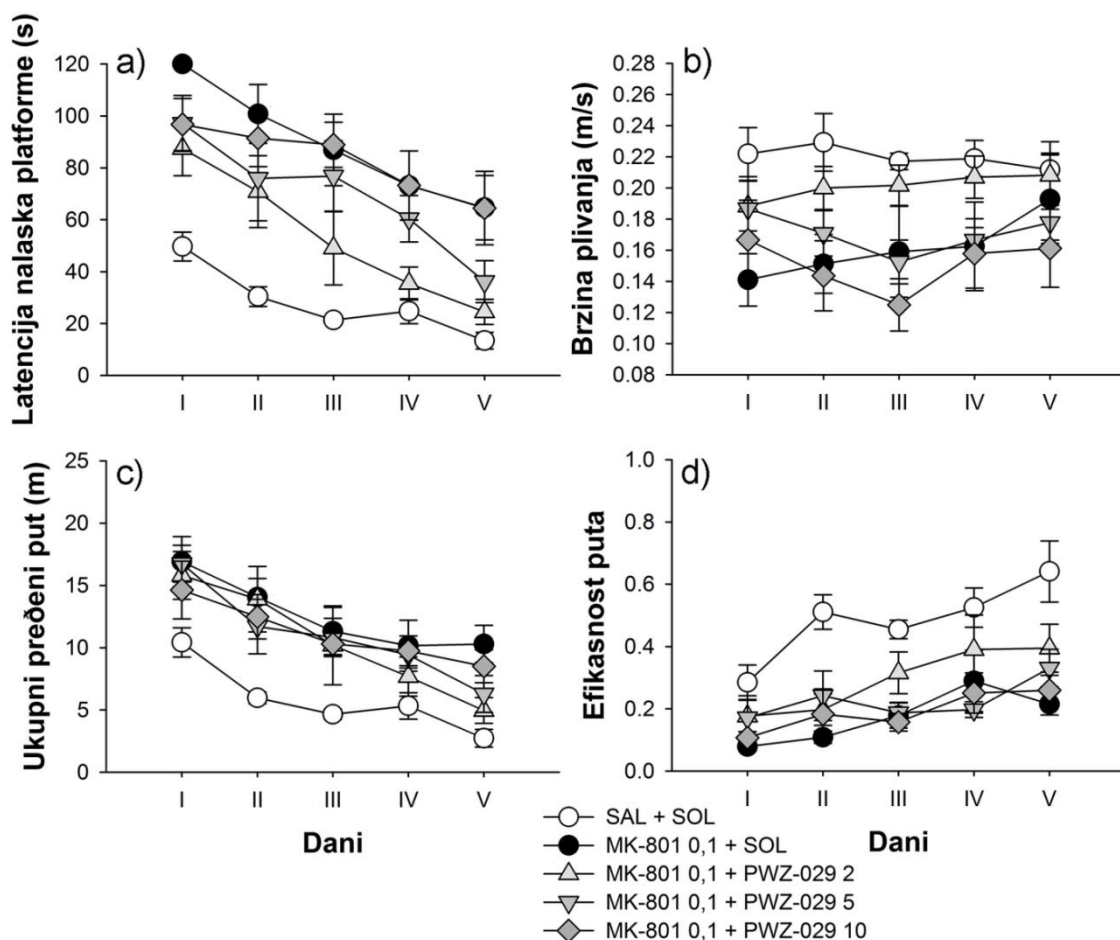 a)
Latencija nalaska platforme (s)
120
100
80
60
40
20
0
I II III IV V
b)
Brzina plivanja (m/s)
0.28
0.26
0.24
0.22
0.20
0.18
0.16
0.14
0.12
0.10
0.08
I II III IV V
c)
Ukupni pređeni put (m)
25
20
15
10
5
0
I II III IV V
Dani
d)
Efikasnost puta
1.0
0.8
0.6
0.4
0.2
0.0
I II III IV V
Dani
SAL + SOL
MK-801 0,1 + SOL
MK-801 0,1 + PWZ-029 2
MK-801 0,1 + PWZ-029 5
MK-801 0,1 + PWZ-029 10